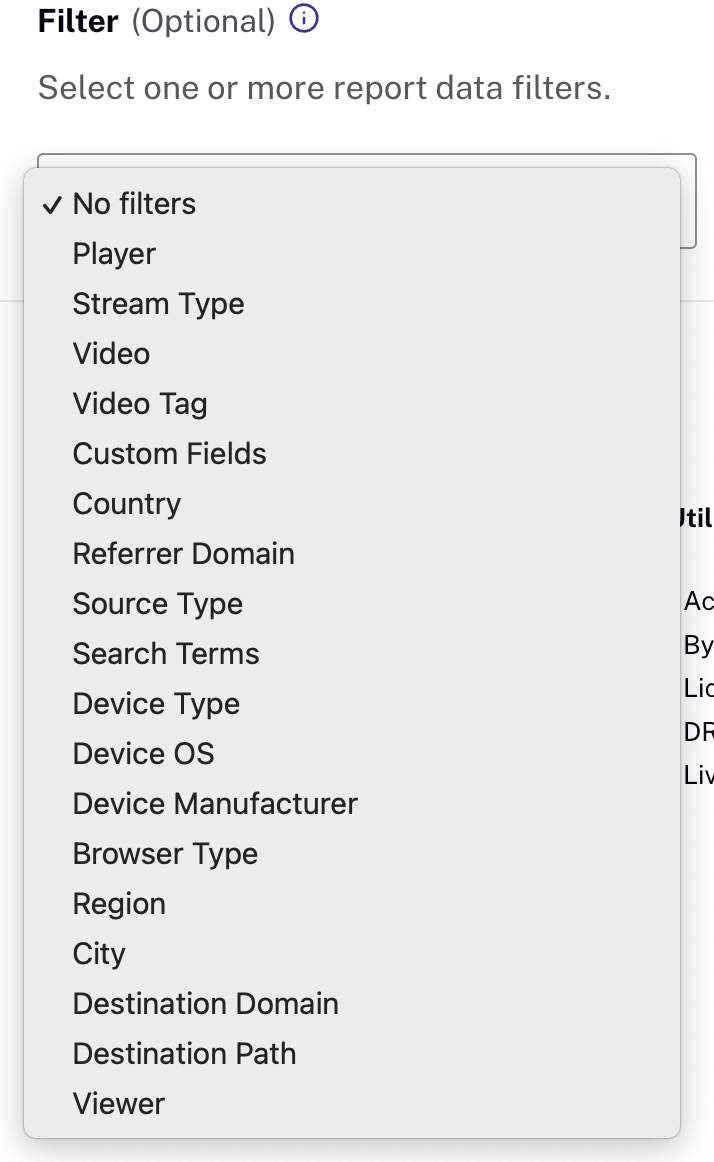 Filter (Optional)
Select one or more report data filters.
✓ No filters
Player
Stream Type
Video
Video Tag
Custom Fields
Country
Referrer Domain
Source Type
Search Terms
Device Type
Device OS
Device Manufacturer
Browser Type
Region
City
Destination Domain
Destination Path
Viewer
By